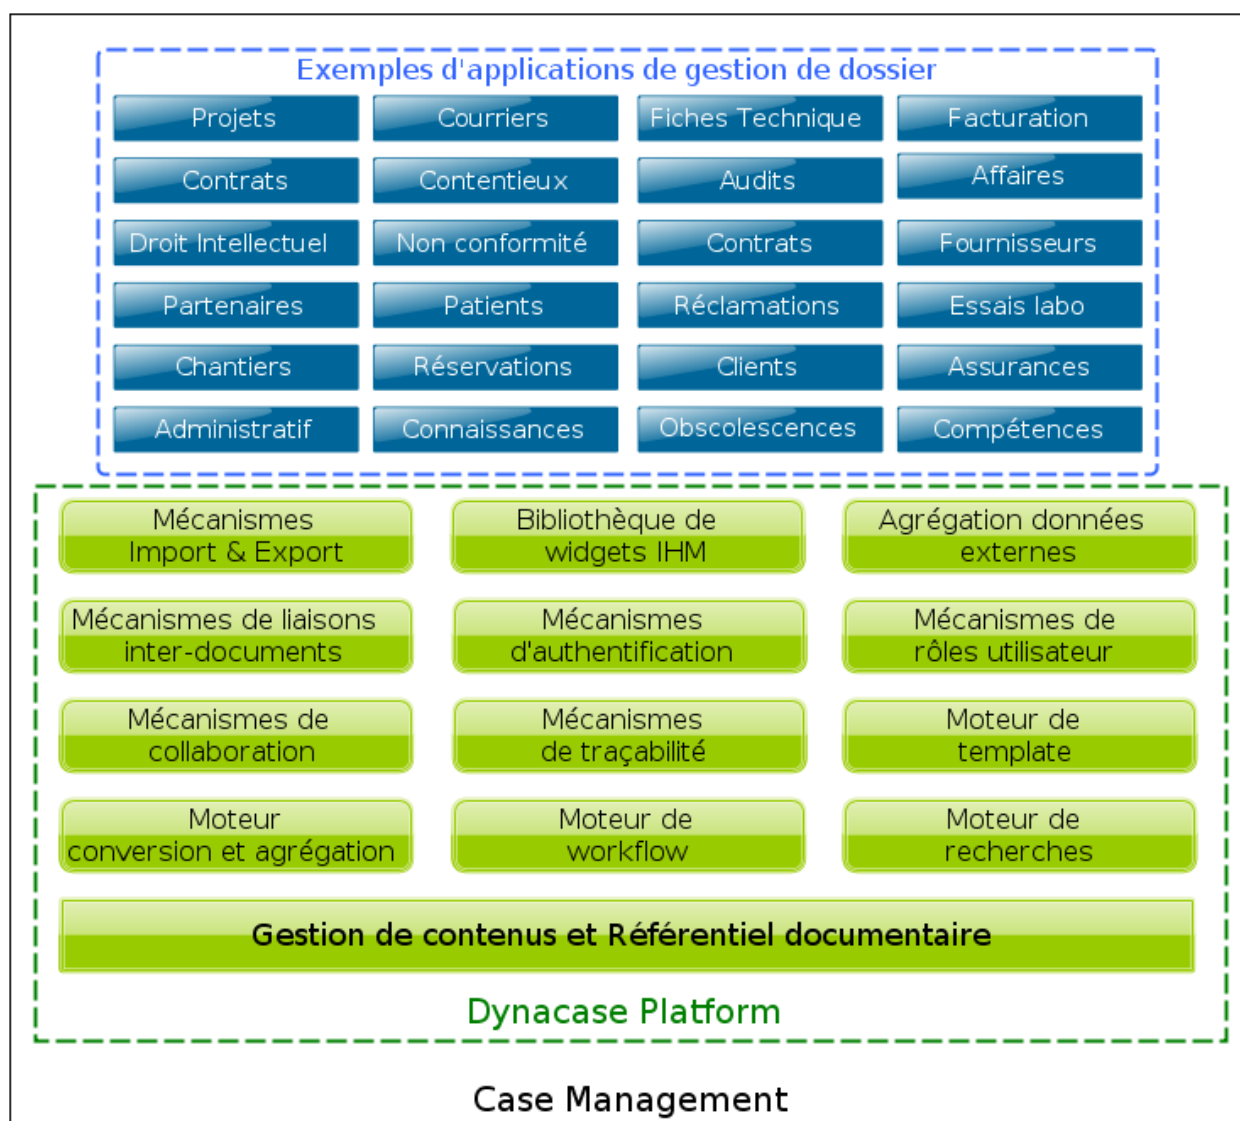 Exemples d'applications de gestion de dossier
Projets
Courriers
Fiches Technique
Facturation
Contrats
Contentieux
Audits
Affaires
Droit Intellectuel
Non conformité
Contrats
Fournisseurs
Partenaires
Patients
Réclamations
Essais labo
Chantiers
Réservations
Clients
Assurances
Administratif
Connaissances
Obscolescences
Compétences
Mécanismes
Import & Export
Bibliothèque de
widgets IHM
Agrégation données
externes
Mécanismes de liaisons
inter-documents
Mécanismes
d'authentification
Mécanismes de
rôles utilisateur
Mécanismes de
collaboration
Mécanismes
de traçabilité
Moteur de
template
Moteur
conversion et agrégation
Moteur de
workflow
Moteur de
recherches
Gestion de contenus et Référentiel documentaire
Dynacase Platform
Case Management